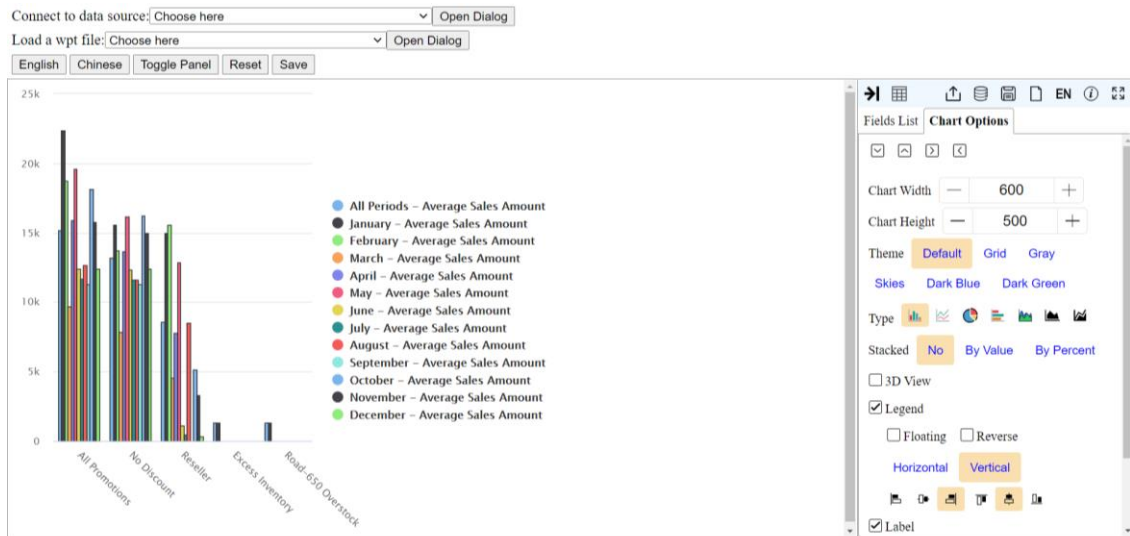 Connect to data source: Choose here Open Dialog
Load a wpt file: Choose here Open Dialog
English Chinese Toggle Panel Reset Save
EN
Fields List Chart Options
25k
20k
15k
10k
5k
0
All Promotions
No Discount
Reseller
Excess Inventory
Road-650 Overstock
All Periods – Average Sales Amount
January – Average Sales Amount
February – Average Sales Amount
March – Average Sales Amount
April – Average Sales Amount
May – Average Sales Amount
June – Average Sales Amount
July – Average Sales Amount
August – Average Sales Amount
September – Average Sales Amount
October – Average Sales Amount
November – Average Sales Amount
December – Average Sales Amount
Chart Width — 600 +
Chart Height — 500 +
Theme Default Grid Gray
Skies Dark Blue Dark Green
Type
Stacked No By Value By Percent
3D View
Legend
Floating Reverse
Horizontal Vertical
Label